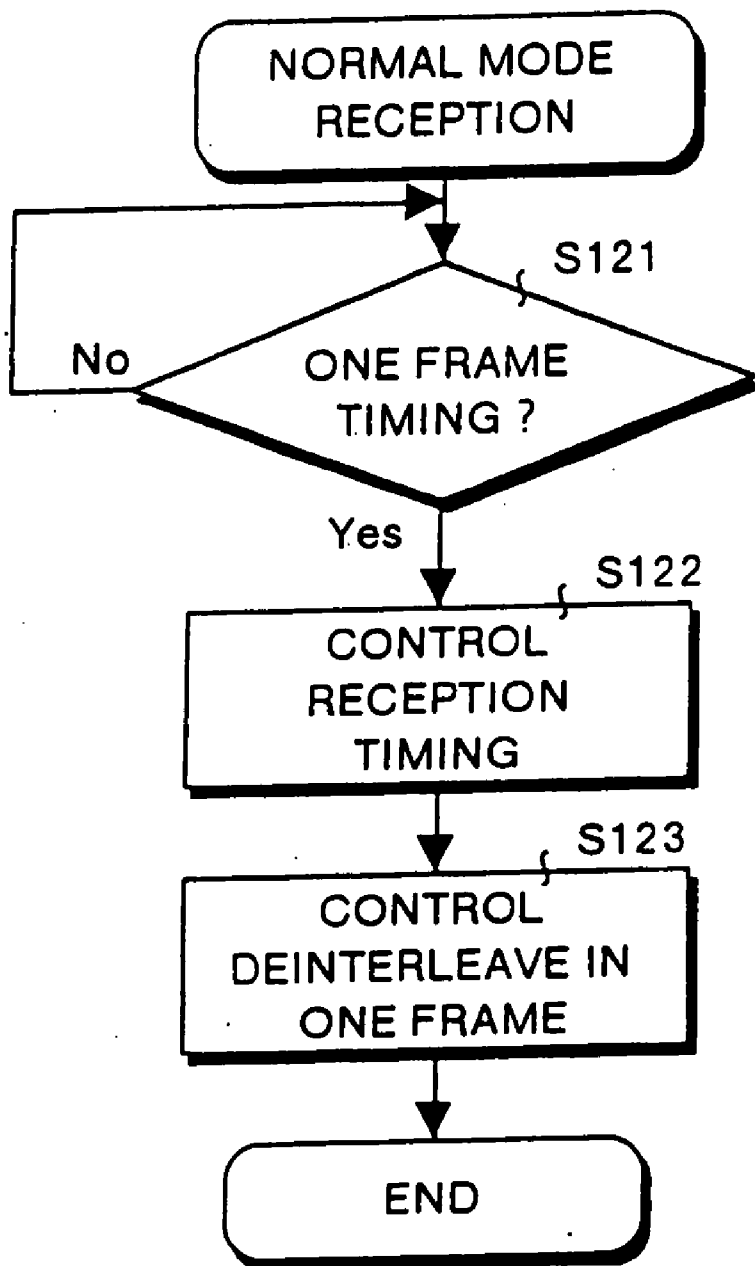 NORMAL MODE
RECEPTION
S121
No
ONE FRAME
TIMING ?
Yes
S122
CONTROL
RECEPTION
TIMING
S123
CONTROL
DEINTERLEAVE IN
ONE FRAME
END